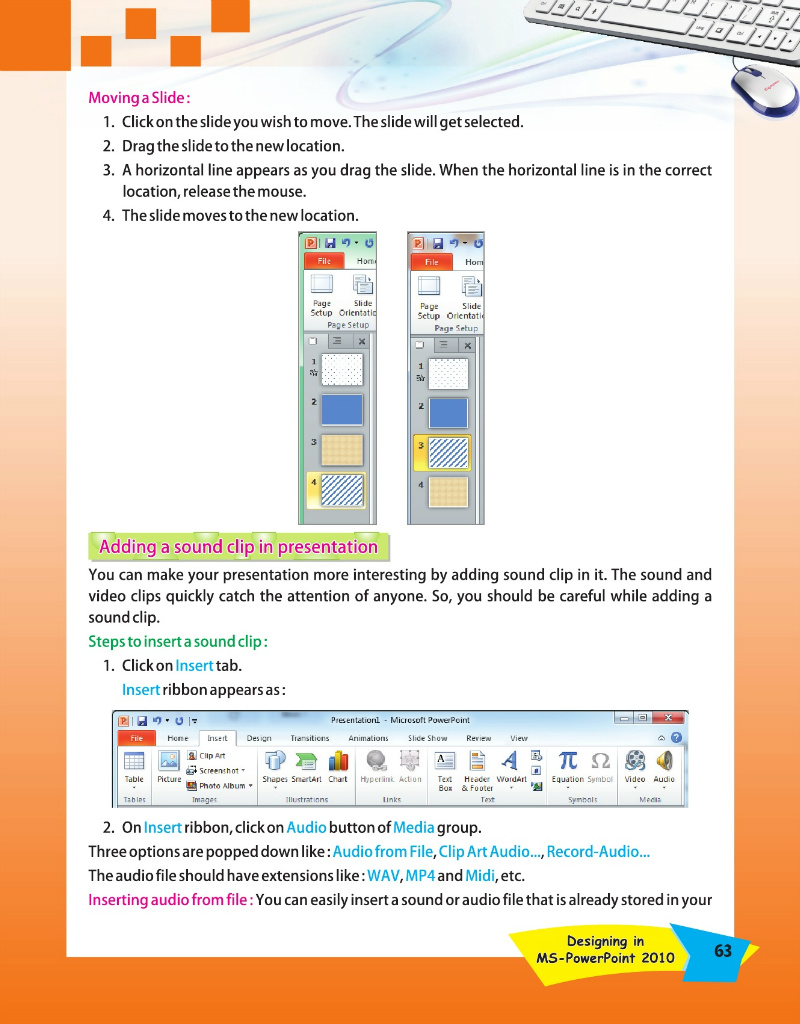 Moving a Slide :
1. Click on the slide you wish to move. The slide will get selected.
2. Drag the slide to the new location.
3. A horizontal line appears as you drag the slide. When the horizontal line is in the correct
location, release the mouse.
4. The slide moves to the new location.
File Home
Page Setup Slide Orientatio
Page Setup
1
2
3
4
File Hom
Page Setup Slide Orientati
Page Setup
1
2
3
4
Adding a sound clip in presentation
You can make your presentation more interesting by adding sound clip in it. The sound and
video clips quickly catch the attention of anyone. So, you should be careful while adding a
sound clip.
Steps to insert a sound clip :
1. Click on Insert tab.
Insert ribbon appears as :
Presentation1 - Microsoft PowerPoint
File Home Insert Design Transitions Animations Slide Show Review View
Clip Art
Screenshot
Photo Album
Table Picture Shapes SmartArt Chart Hyperlink Action Text Box Header & Footer WordArt Equation Symbol Video Audio
Tables Images Illustrations Links Text Symbols Media
2. On Insert ribbon, click on Audio button of Media group.
Three options are popped down like : Audio from File, Clip Art Audio..., Record-Audio...
The audio file should have extensions like : WAV, MP4 and Midi, etc.
Inserting audio from file : You can easily insert a sound or audio file that is already stored in your
Designing in
MS-PowerPoint 2010
63